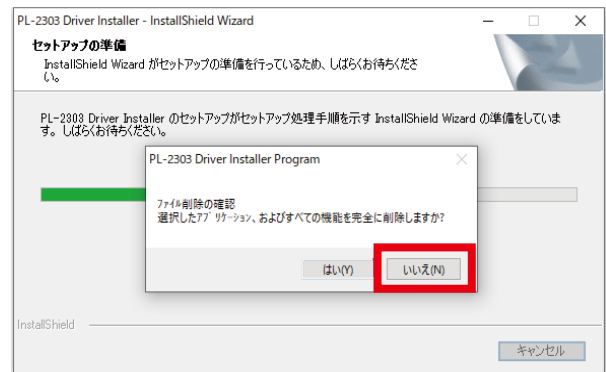 PL-2303 Driver Installer - InstallShield Wizard
セットアップの準備
InstallShield Wizard がセットアップの準備を行っているため、しばらくお待ちくださ
い。
PL-2303 Driver Installer のセットアップがセットアップ処理手順を示す InstallShield Wizard の準備をしていま
す。しばらくお待ちください。
PL-2303 Driver Installer Program
ファイル削除の確認
選択したアプリケーション、およびすべての機能を完全に削除しますか?
はい(Y)
いいえ(N)
InstallShield
キャンセル